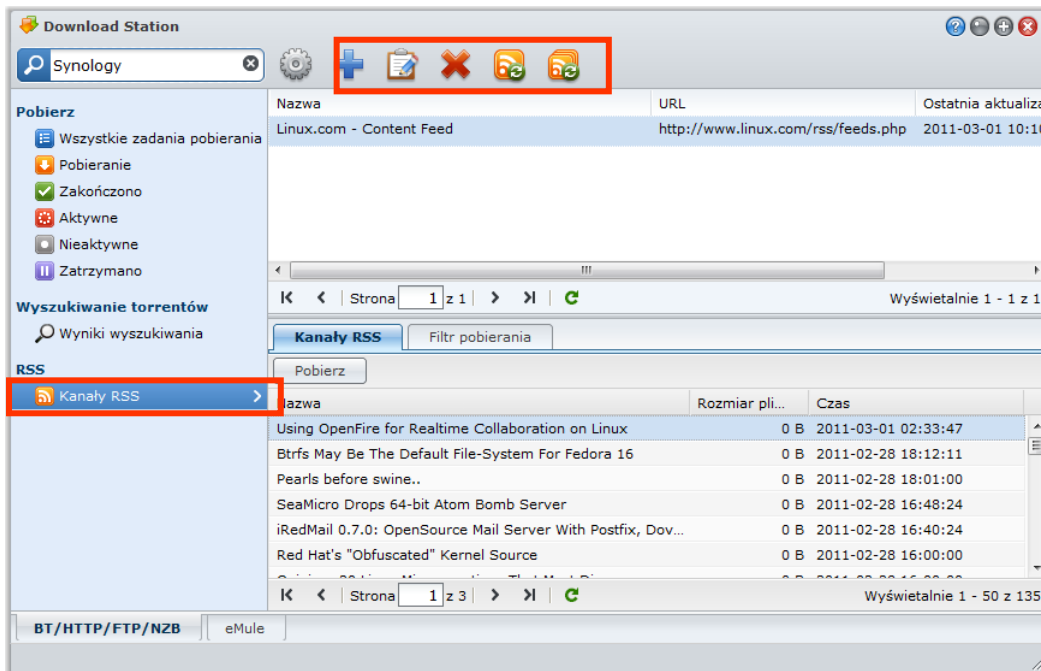 Download Station
Synology
Pobierz
Wszystkie zadania pobierania
Pobieranie
Zakończono
Aktywne
Nieaktywne
Zatrzymano
Wyszukiwanie torrentów
Wyniki wyszukiwania
RSS
Kanały RSS
Nazwa URL Ostatnia aktualiza
Linux.com - Content Feed http://www.linux.com/rss/feeds.php 2011-03-01 10:10
Strona 1 z 1 Wyświetalnie 1 - 1 z 1
Kanały RSS Filtr pobierania
Pobierz
Nazwa Rozmiar pli... Czas
Using OpenFire for Realtime Collaboration on Linux 0 B 2011-03-01 02:33:47
Btrfs May Be The Default File-System For Fedora 16 0 B 2011-02-28 18:12:11
Pearls before swine.. 0 B 2011-02-28 18:01:00
SeaMicro Drops 64-bit Atom Bomb Server 0 B 2011-02-28 16:48:24
iRedMail 0.7.0: OpenSource Mail Server With Postfix, Dov... 0 B 2011-02-28 16:40:24
Red Hat's "Obfuscated" Kernel Source 0 B 2011-02-28 16:00:00
Strona 1 z 3 Wyświetalnie 1 - 50 z 135
BT/HTTP/FTP/NZB eMule